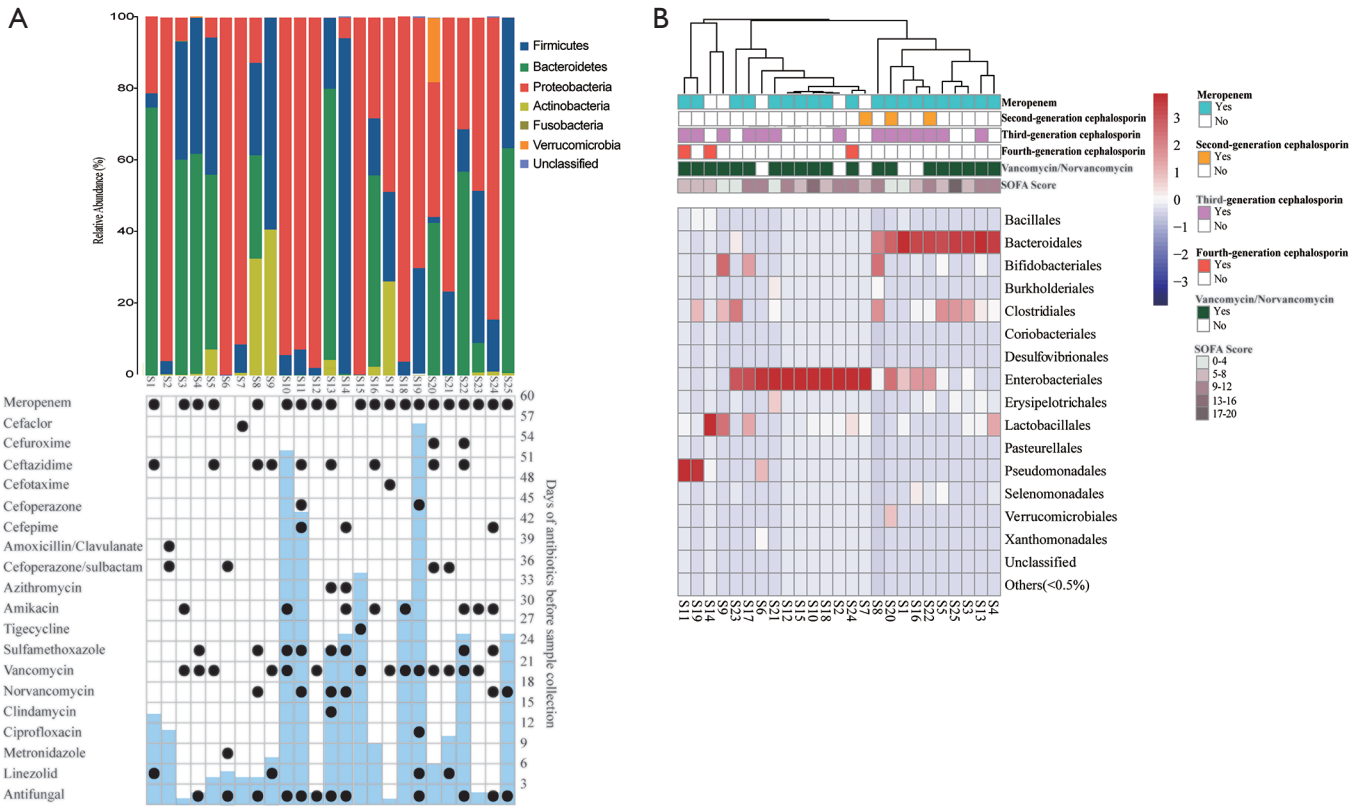 A
Relative Abundance (%)
100
80
60
40
20
0
Firmicutes
Bacteroidetes
Proteobacteria
Actinobacteria
Fusobacteria
Verrucomicrobia
Unclassified
S1 S2 S3 S4 S5 S6 S7 S8 S9 S10 S11 S12 S13 S14 S15 S16 S17 S18 S19 S20 S21 S22 S23 S24 S25
Meropenem
Cefaclor
Cefuroxime
Ceftazidime
Cefotaxime
Cefoperazone
Cefepime
Amoxicillin/Clavulanate
Cefoperazone/sulbactam
Azithromycin
Amikacin
Tigecycline
Sulfamethoxazole
Vancomycin
Norvancomycin
Clindamycin
Ciprofloxacin
Metronidazole
Linezolid
Antifungal
60
57
54
51
48
45
42
39
36
33
30
27
24
21
18
15
12
9
6
3
Days of antibiotics before sample collection
B
Meropenem
Second-generation cephalosporin
Third-generation cephalosporin
Fourth-generation cephalosporin
Vancomycin/Norvancomycin
SOFA Score
Bacillales
Bacteroidales
Bifidobacteriales
Burkholderiales
Clostridiales
Coriobacteriales
Desulfovibrionales
Enterobacteriales
Erysipelotrichales
Lactobacillales
Pasteurellales
Pseudomonadales
Selenomonadales
Verrucomicrobiales
Xanthomonadales
Unclassified
Others(<0.5%)
S11 S19 S14 S9 S23 S17 S6 S21 S12 S15 S10 S18 S2 S24 S7 S8 S20 S1 S16 S22 S5 S25 S3 S13 S4
3
2
1
0
−1
−2
−3
Meropenem
Yes
No
Second-generation cephalosporin
Yes
No
Third-generation cephalosporin
Yes
No
Fourth-generation cephalosporin
Yes
No
Vancomycin/Norvancomycin
Yes
No
SOFA Score
0-4
5-8
9-12
13-16
17-20